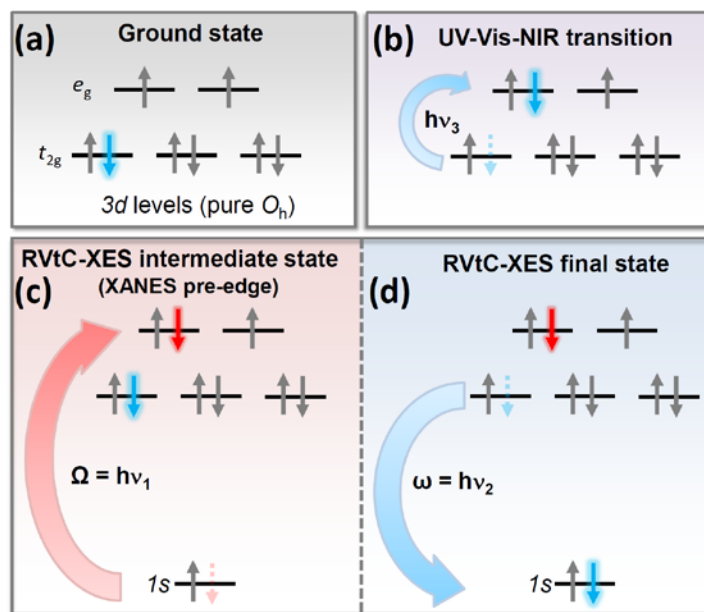 (a)
Ground state
eg
t2g
3d levels (pure Oh)
(b)
UV-Vis-NIR transition
hν3
RVtC-XES intermediate state
(c)
(XANES pre-edge)
Ω = hν1
1s
RVtC-XES final state
(d)
ω = hν2
1s